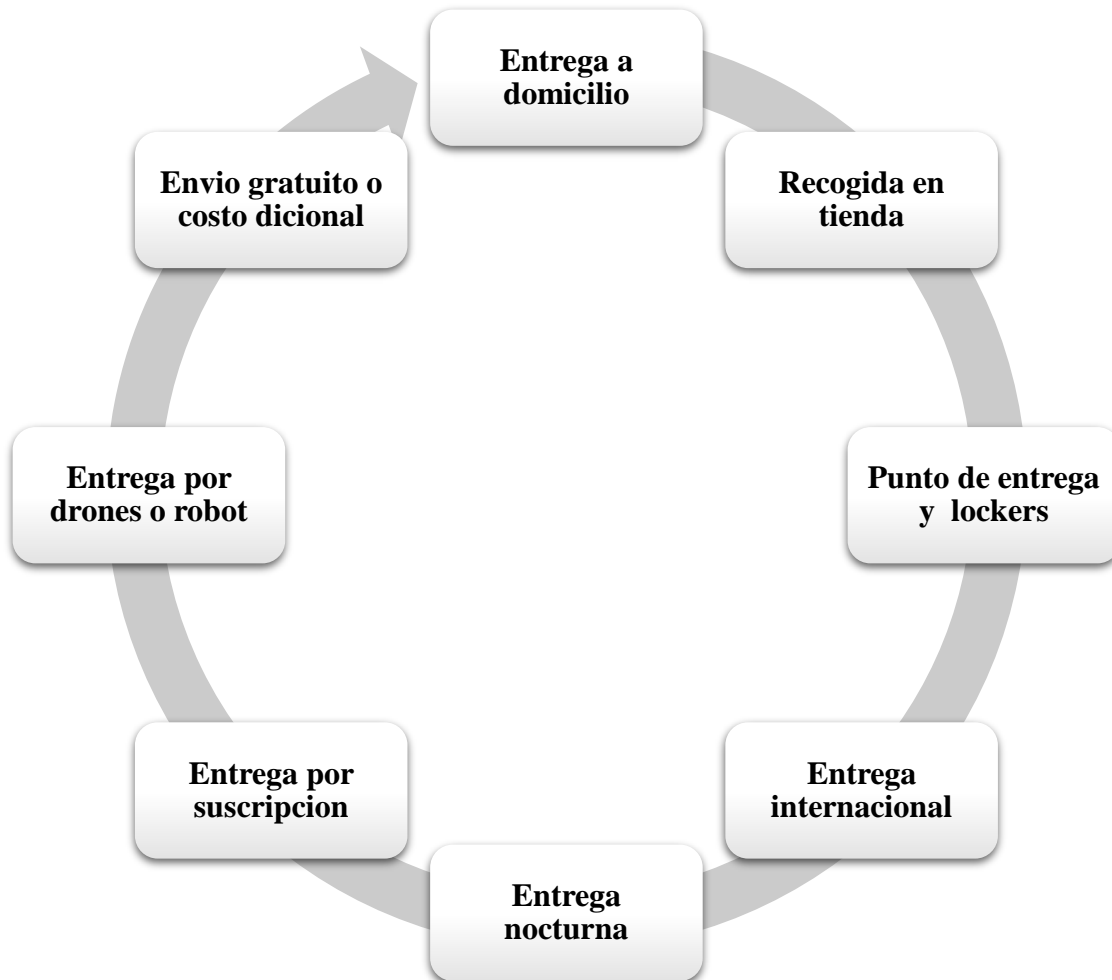 Entrega a
domicilio
Recogida en
tienda
Punto de entrega
y lockers
Entrega
internacional
Entrega
nocturna
Entrega por
suscripcion
Entrega por
drones o robot
Envio gratuito o
costo dicional